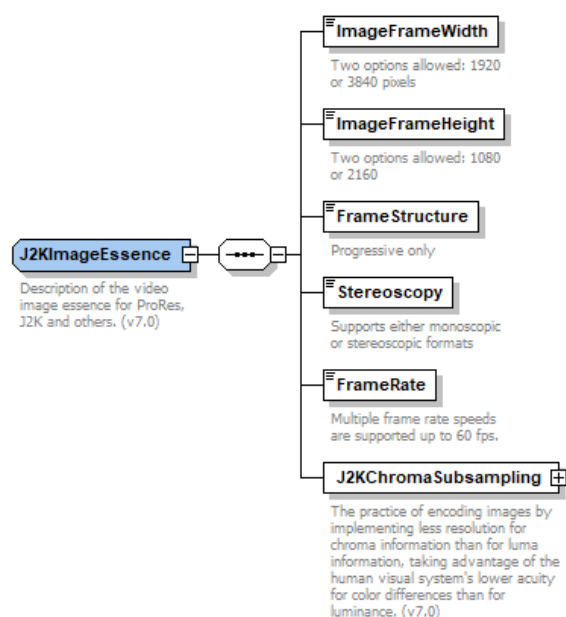 ImageFrameWidth
Two options allowed: 1920
or 3840 pixels
ImageFrameHeight
Two options allowed: 1080
or 2160
FrameStructure
Progressive only
J2KImageEssence
Description of the video
image essence for ProRes,
J2K and others. (v7.0)
Stereoscopy
Supports either monoscopic
or stereoscopic formats
FrameRate
Multiple frame rate speeds
are supported up to 60 fps.
J2KChromaSubsampling
The practice of encoding images by
implementing less resolution for
chroma information than for luma
information, taking advantage of the
human visual system's lower acuity
for color differences than for
luminance. (v7.0)